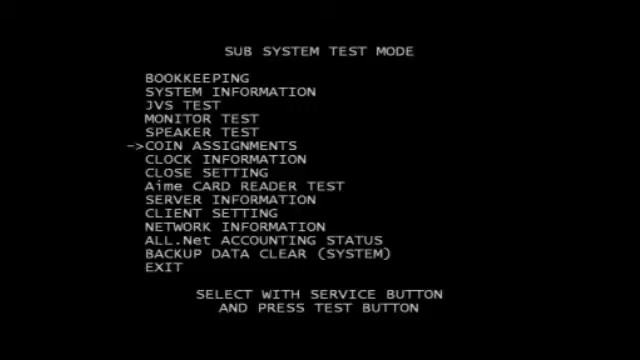 SUB SYSTEM TEST MODE
BOOKKEEPING
SYSTEM INFORMATION
JVS TEST
MONITOR TEST
SPEAKER TEST
->COIN ASSIGNMENTS
CLOCK INFORMATION
CLOSE SETTING
Aime CARD READER TEST
SERVER INFORMATION
CLIENT SETTING
NETWORK INFORMATION
ALL.Net ACCOUNTING STATUS
BACKUP DATA CLEAR (SYSTEM)
EXIT
SELECT WITH SERVICE BUTTON
AND PRESS TEST BUTTON